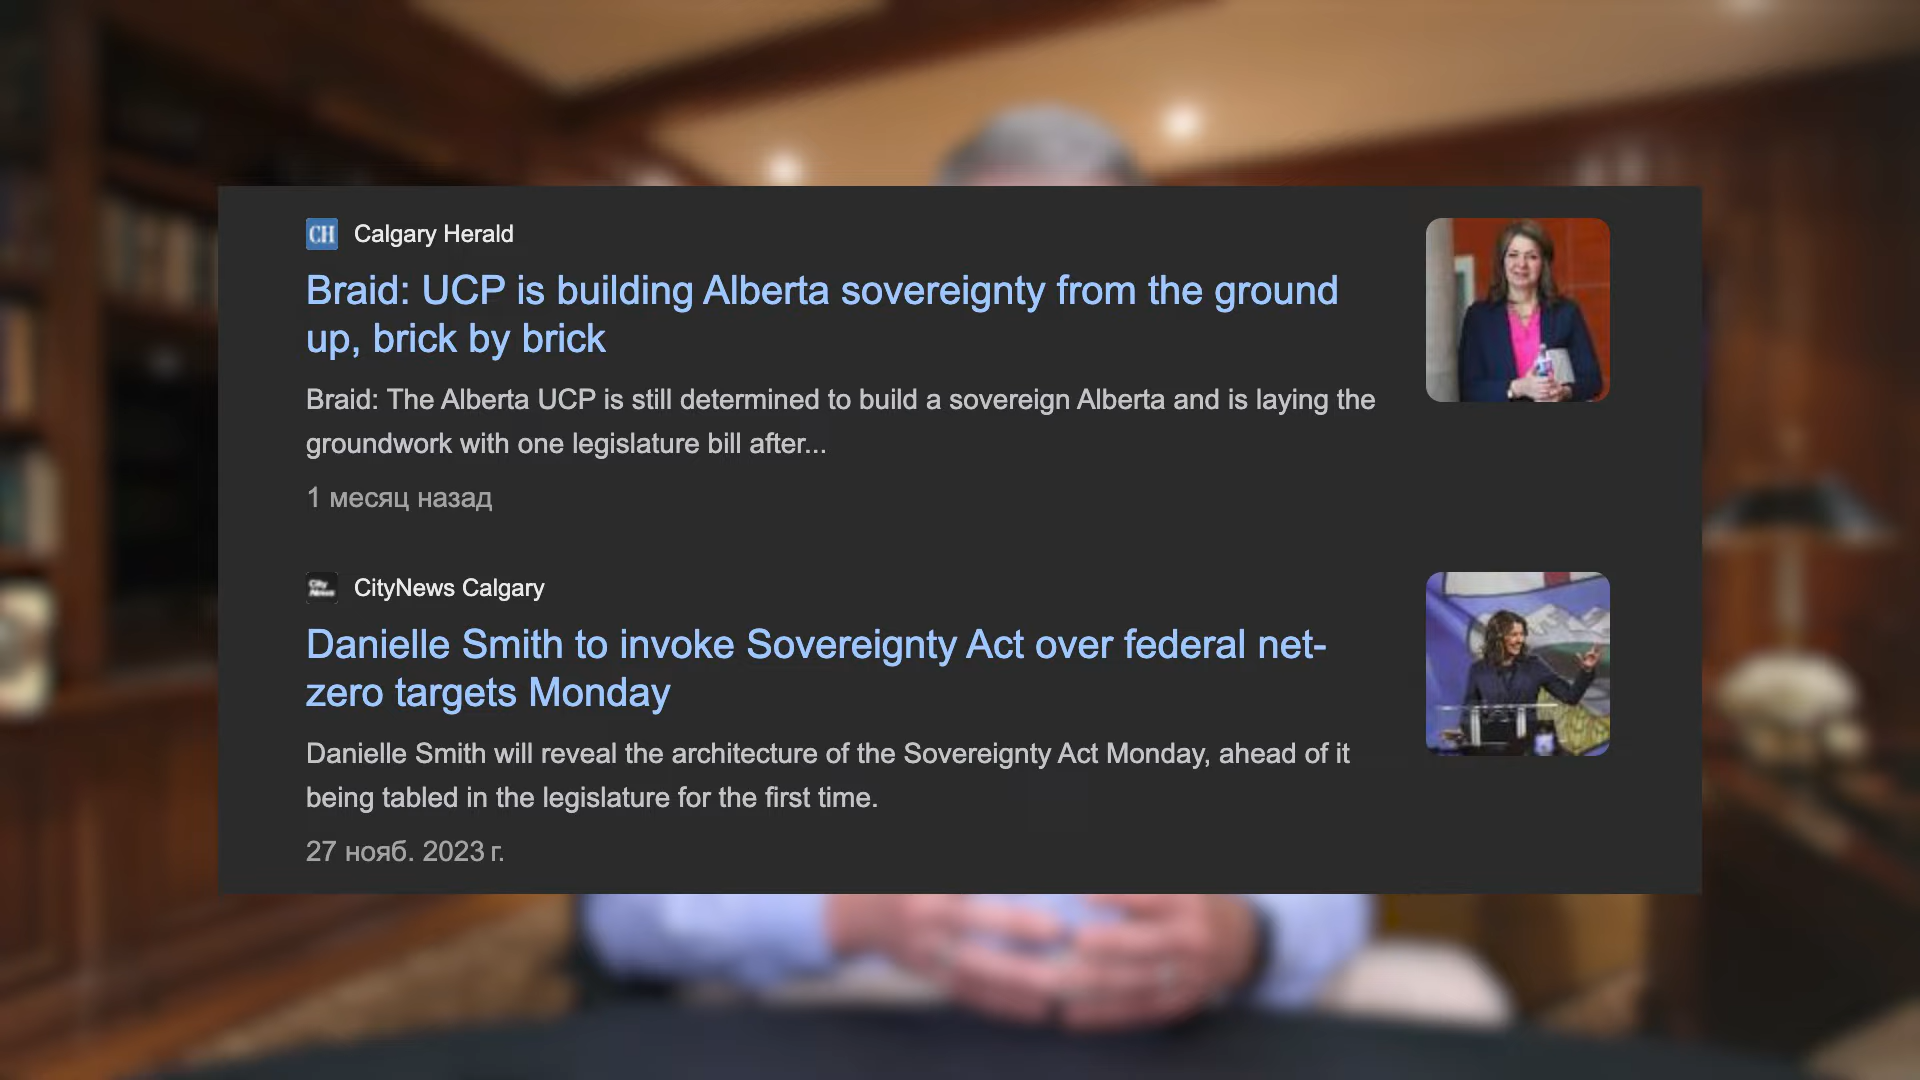 CH Calgary Herald
Braid: UCP is building Alberta sovereignty from the ground
up, brick by brick
Braid: The Alberta UCP is still determined to build a sovereign Alberta and is laying the
groundwork with one legislature bill after...
1 месяц назад
City News CityNews Calgary
Danielle Smith to invoke Sovereignty Act over federal net-
zero targets Monday
Danielle Smith will reveal the architecture of the Sovereignty Act Monday, ahead of it
being tabled in the legislature for the first time.
27 нояб. 2023 г.